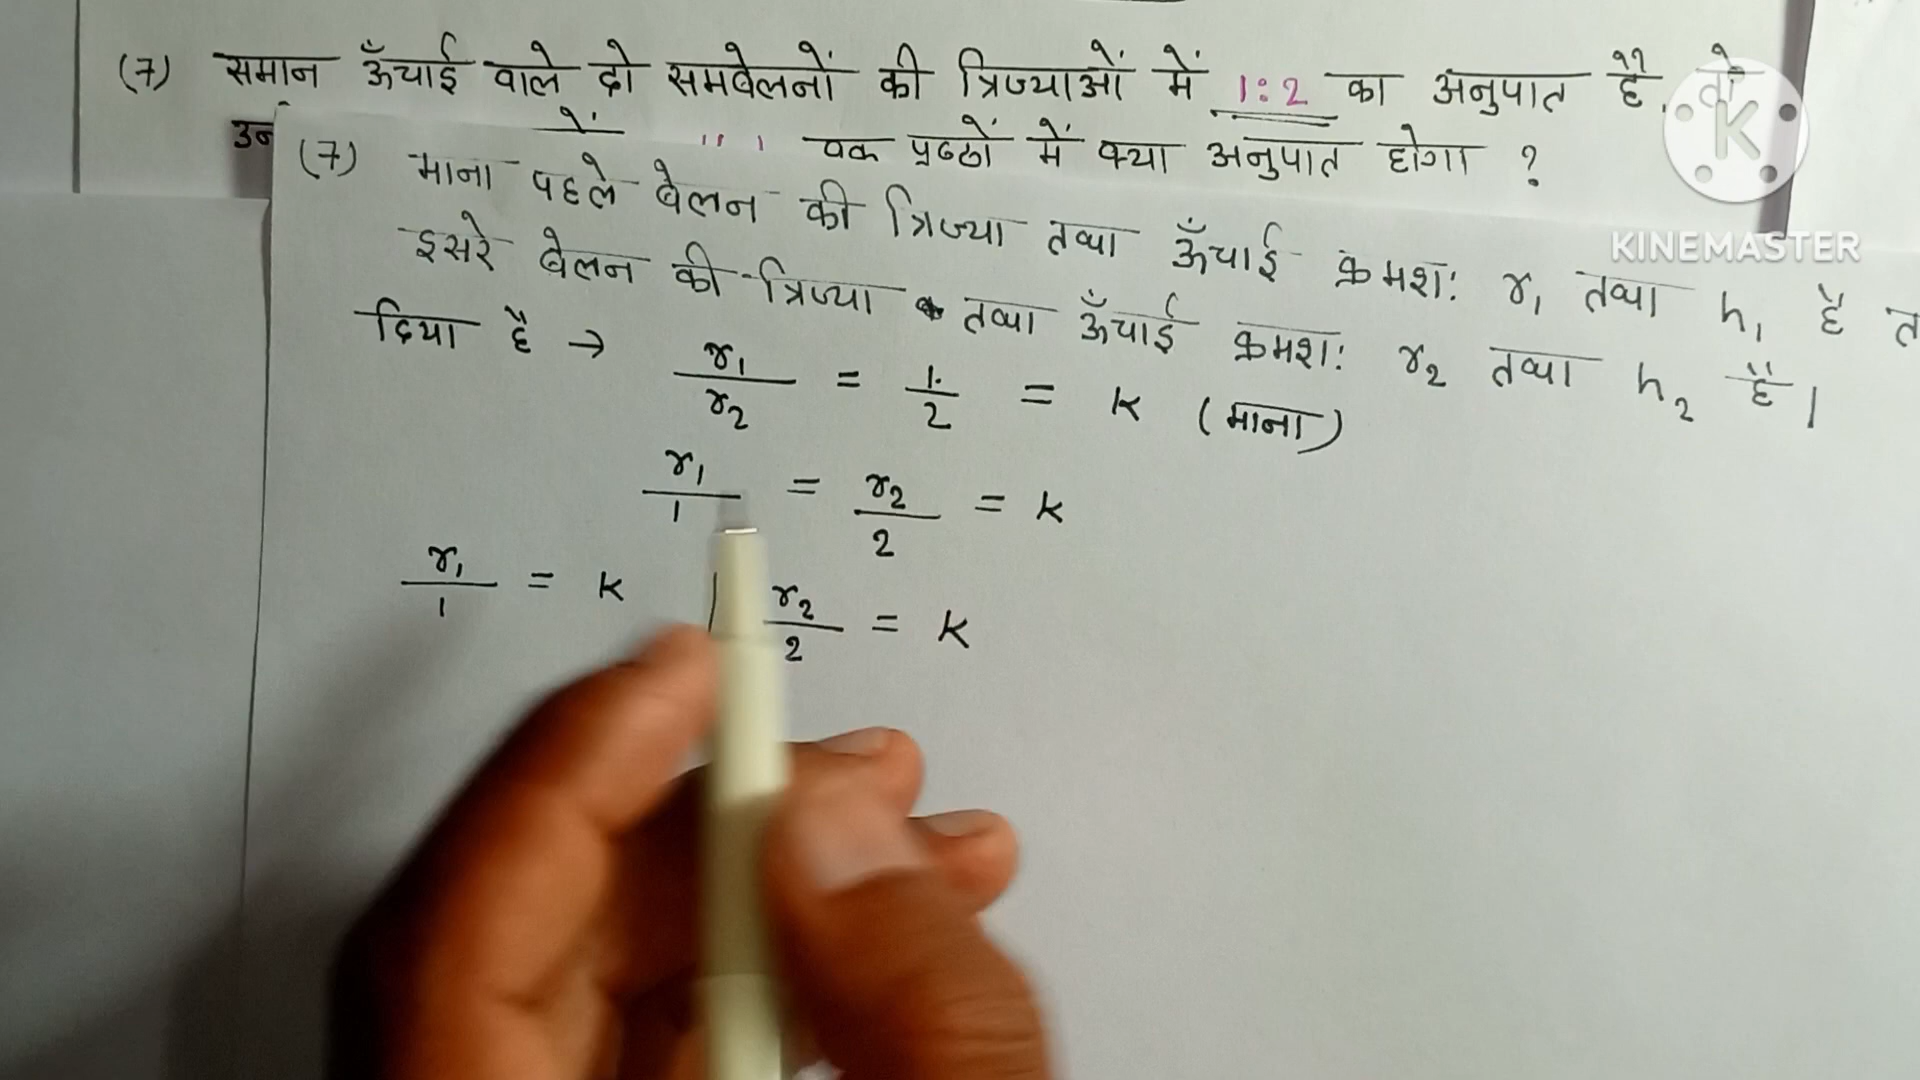 (7) समान ऊँचाई वाले दो समबेलनों की त्रिज्याओं में 1:2 का अनुपात है, तो
उन वक्र पृष्ठों में क्या अनुपात होगा ?
K
KINEMASTER
(7) माना पहले बेलन की त्रिज्या तथा ऊँचाई क्रमश: r₁ तथा h₁ है त
दूसरे बेलन की त्रिज्या तथा ऊँचाई क्रमश: r₂ तथा h₂ है।
दिया है → r₁/r₂ = 1/2 = K (माना)
r₁/1 = r₂/2 = K
r₁/1 = K | r₂/2 = K